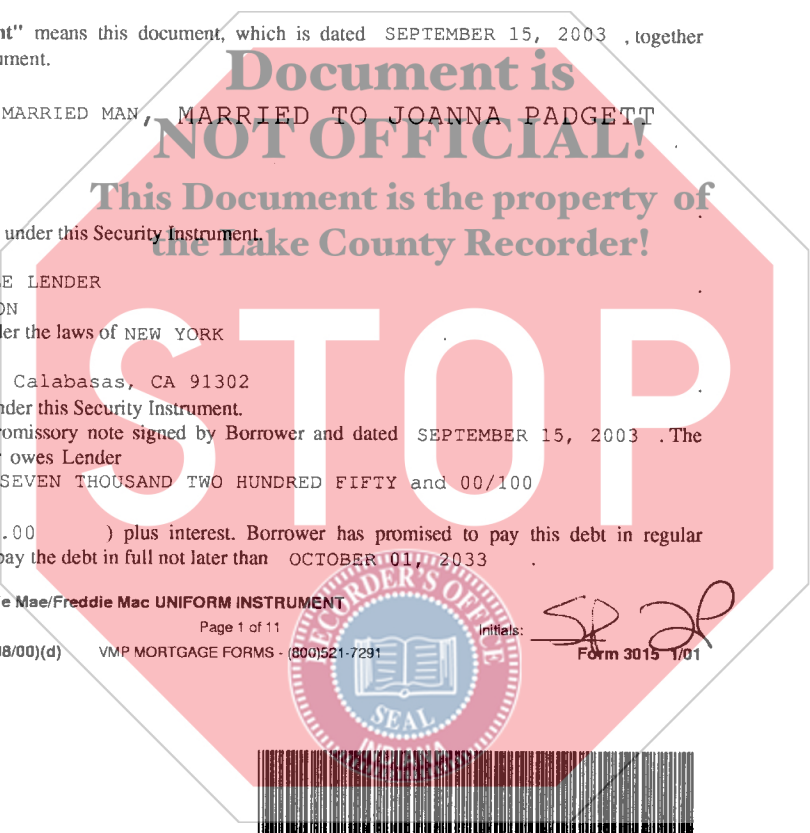 nt" means this document, which is dated SEPTEMBER 15, 2003 , together
ument.
Document is
MARRIED MAN, MARRIED TO JOANNA PADGETT
NOT OFFICIAL!
This Document is the property of
under this Security Instrument.
the Lake County Recorder!
E LENDER
ON
der the laws of NEW YORK
STOP
Calabasas, CA 91302
nder this Security Instrument.
romissory note signed by Borrower and dated SEPTEMBER 15, 2003 . The
r owes Lender
SEVEN THOUSAND TWO HUNDRED FIFTY and 00/100
.00 ) plus interest. Borrower has promised to pay this debt in regular
pay the debt in full not later than OCTOBER 01, 2033 .
e Mae/Freddie Mac UNIFORM INSTRUMENT
Page 1 of 11
Initials: SP JP
08/00)(d) VMP MORTGAGE FORMS - (800)521-7291 Form 3015 1/01
RECORDER'S OFFICE
SEAL
INDIANA